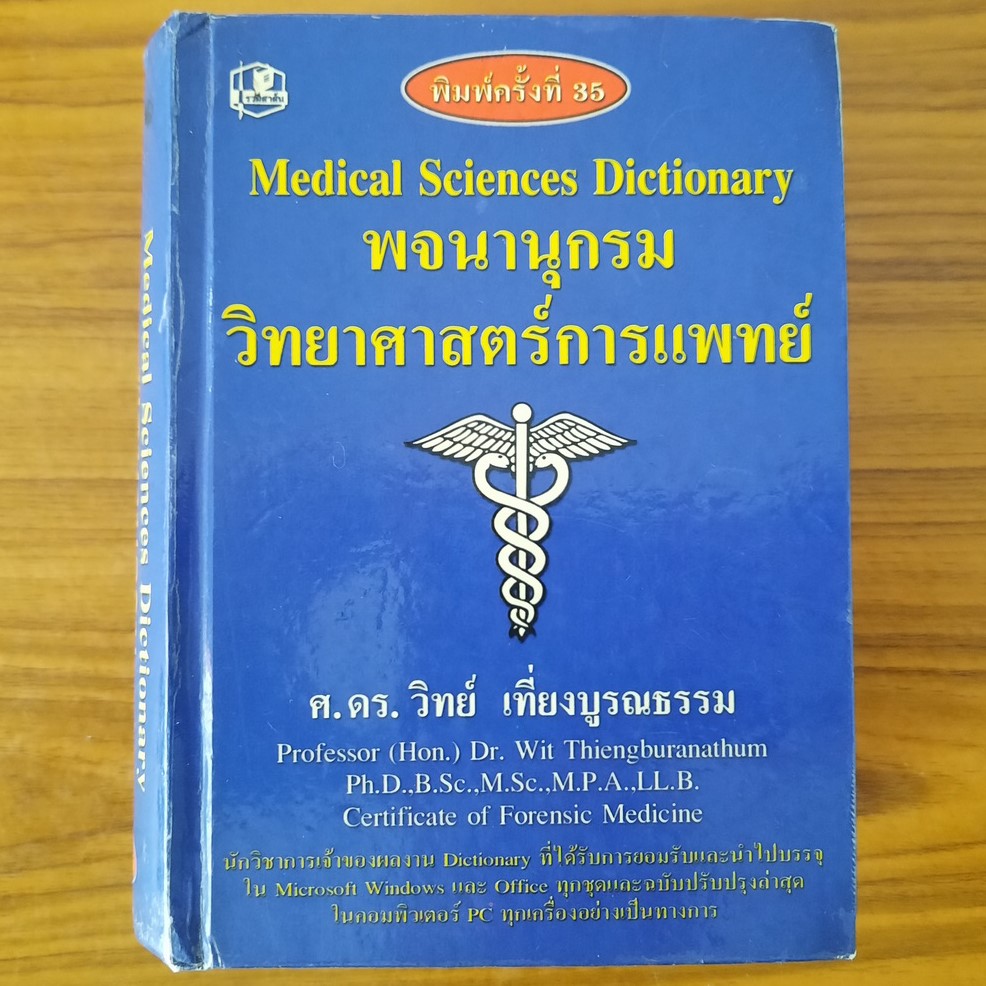 รวมสาส์น
พิมพ์ครั้งที่ 35
Medical Sciences Dictionary
พจนานุกรม
วิทยาศาสตร์การแพทย์
ศ.ดร. วิทย์ เที่ยงบูรณธรรม
Professor (Hon.) Dr. Wit Thiengburanathum
Ph.D.,B.Sc.,M.Sc.,M.P.A.,LL.B.
Certificate of Forensic Medicine
นักวิชาการเจ้าของผลงาน Dictionary ที่ได้รับการยอมรับและนำไปบรรจุ
ใน Microsoft Windows และ Office ทุกชุดและฉบับปรับปรุงล่าสุด
ในคอมพิวเตอร์ PC ทุกเครื่องอย่างเป็นทางการ
Medical Sciences Dictionary